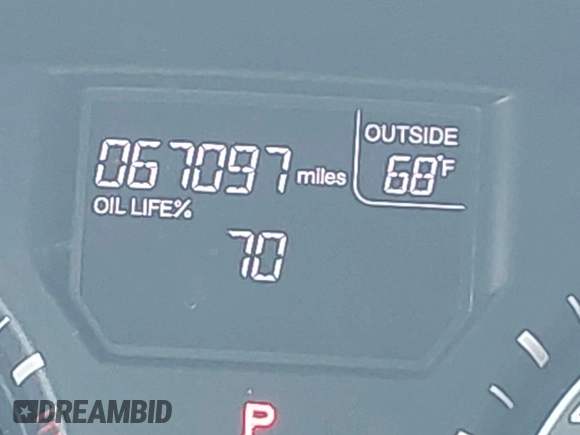 OUTSIDE
067097 miles 68°F
OIL LIFE%
70
P
DREAMBID